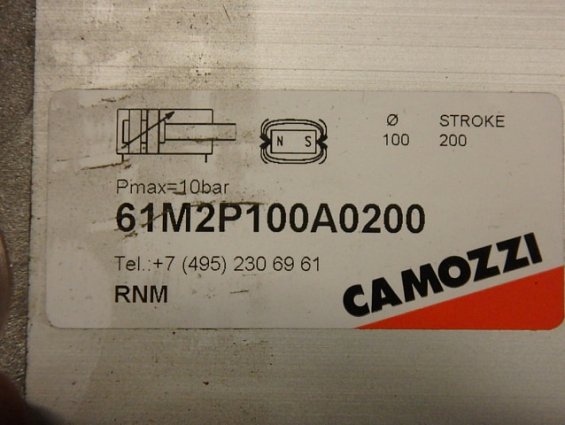 Ø STROKE
100 200
N S
Pmax=10bar
61M2P100A0200
Tel.:+7 (495) 230 69 61
RNM
CAMOZZI